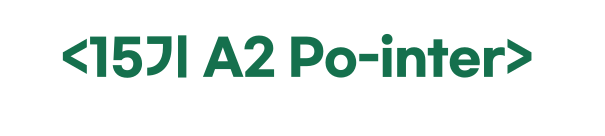 <15기 A2 Po-inter>